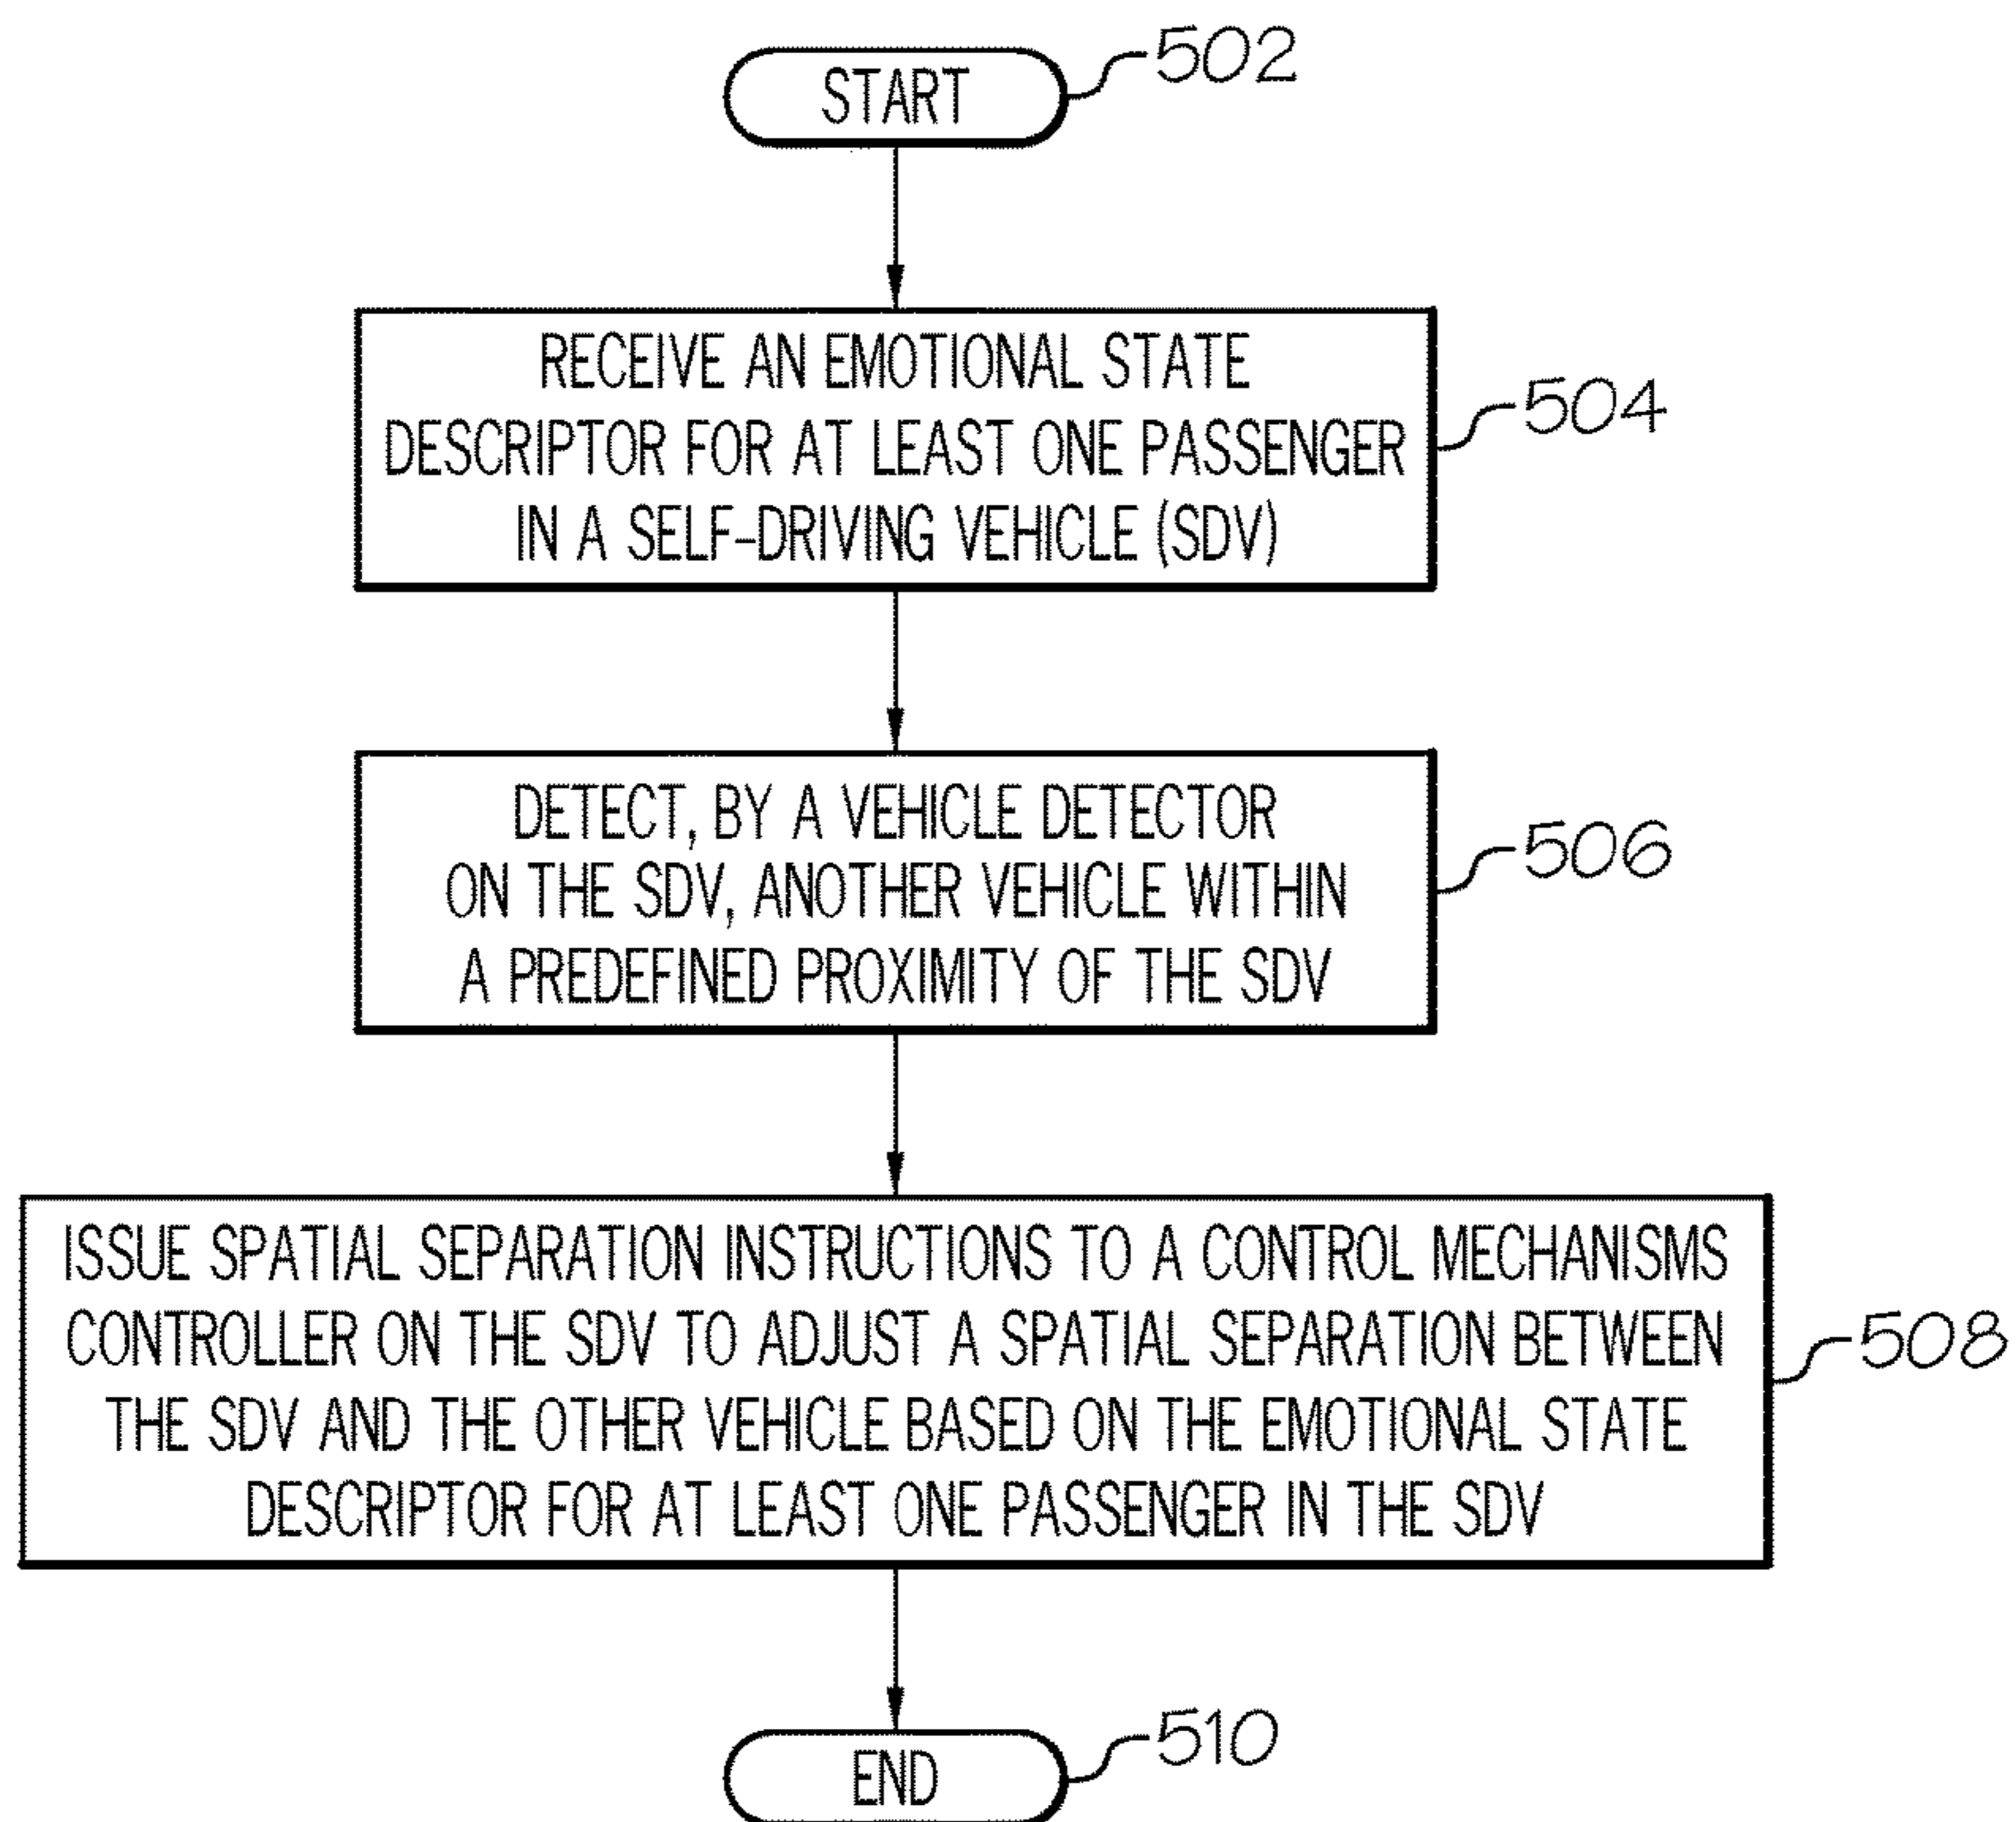 START
502
RECEIVE AN EMOTIONAL STATE
DESCRIPTOR FOR AT LEAST ONE PASSENGER
IN A SELF-DRIVING VEHICLE (SDV)
504
DETECT, BY A VEHICLE DETECTOR
ON THE SDV, ANOTHER VEHICLE WITHIN
A PREDEFINED PROXIMITY OF THE SDV
506
ISSUE SPATIAL SEPARATION INSTRUCTIONS TO A CONTROL MECHANISMS
CONTROLLER ON THE SDV TO ADJUST A SPATIAL SEPARATION BETWEEN
THE SDV AND THE OTHER VEHICLE BASED ON THE EMOTIONAL STATE
DESCRIPTOR FOR AT LEAST ONE PASSENGER IN THE SDV
508
END
510